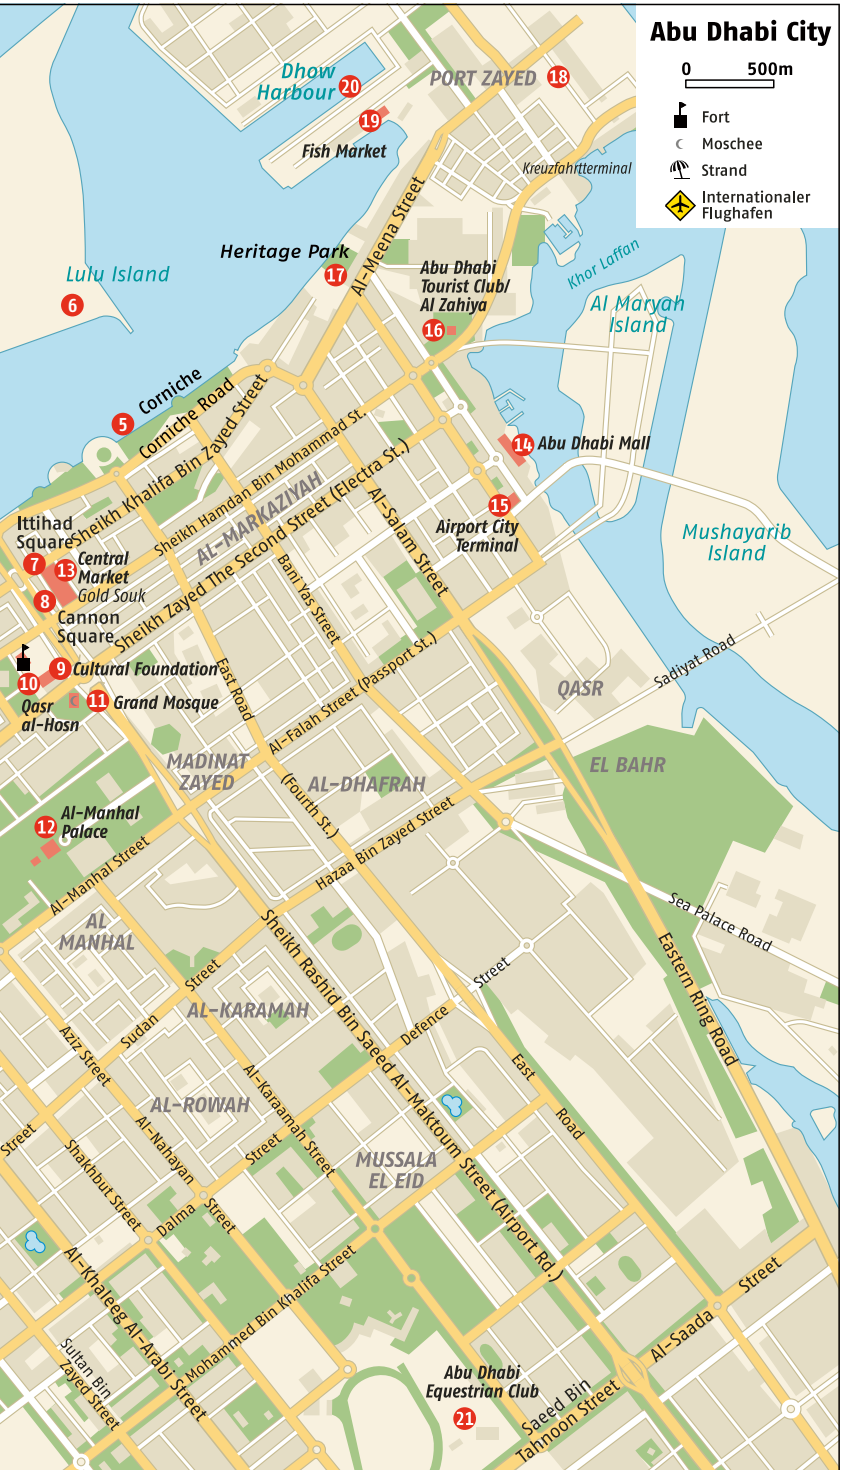 Abu Dhabi City
0 500m
Fort
Moschee
Strand
Internationaler
Flughafen
Dhow
Harbour
20
PORT ZAYED
18
19
Fish Market
Kreuzfahrtterminal
Al-Meena Street
Heritage Park
17
Khor Laffan
Lulu Island
6
Abu Dhabi
Tourist Club/
Al Zahiya
16
Al Maryah
Island
Corniche
5
Corniche Road
Sheikh Khalifa Bin Zayed Street
Sheikh Hamdan Bin Mohammad St.
14
Abu Dhabi Mall
AL-MARKAZIYAH
Sheikh Zayed The Second Street (Electra St.)
Al-Salam Street
15
Airport City
Terminal
Mushayarib
Island
Ittihad
Square
7
13
Central
Market
Gold Souk
8
Cannon
Square
Bani Yas Street
9
Cultural Foundation
10
Qasr
al-Hosn
11
Grand Mosque
East Road
Al-Falah Street (Passport St.)
QASR
Sadiyat Road
MADINAT
ZAYED
AL-DHAFRAH
EL BAHR
(Fourth St.)
12
Al-Manhal
Palace
Al-Manhal Street
Hazaa Bin Zayed Street
AL
MANHAL
Sea Palace Road
Sheikh Rashid Bin Saeed Al-Maktoum Street (Airport Rd.)
Eastern Ring Road
Sudan Street
Defence Street
AL-KARAMAH
Aziz Street
East Road
AL-ROWAH
Al-Karaamah Street
Al-Nahayan Street
Street
Shakhbut Street
Dalma Street
MUSSALA
EL EID
Al-Khaleeg Al-Arabi Street
Mohammed Bin Khalifa Street
Al-Saada Street
Sultan Bin
Zayed Street
Abu Dhabi
Equestrian Club
21
Saeed Bin
Tahnoon Street